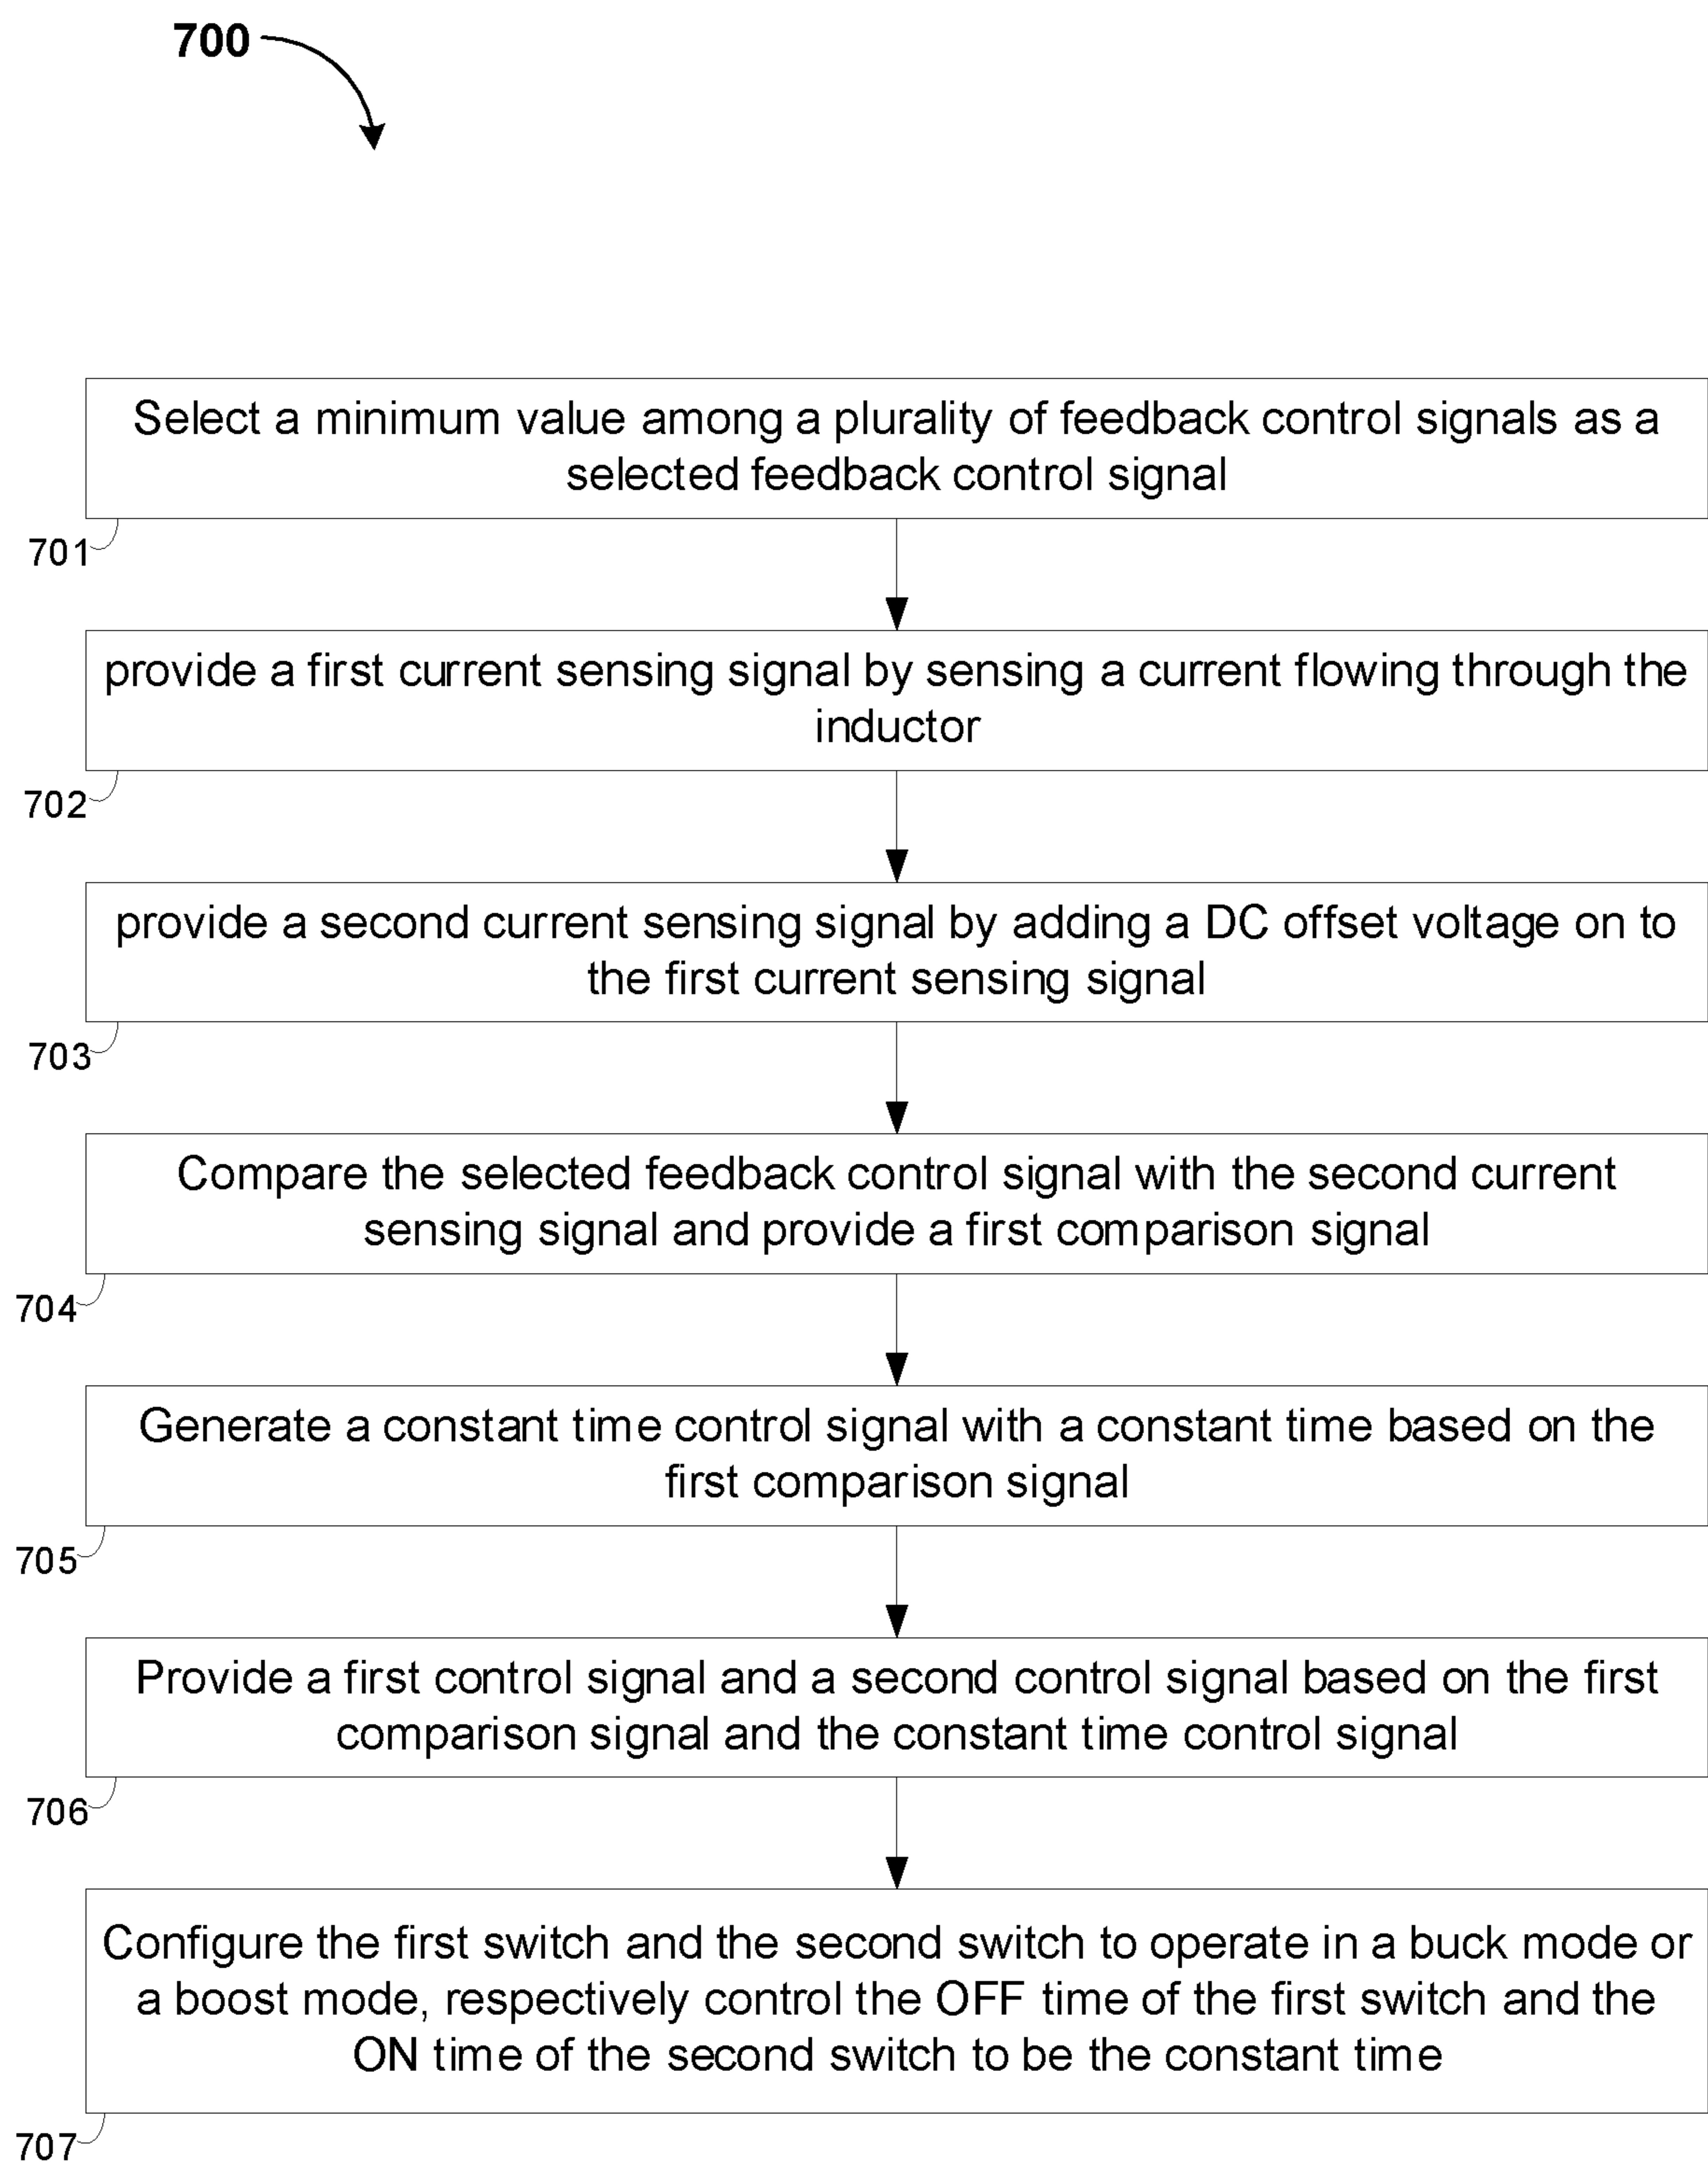 700
Select a minimum value among a plurality of feedback control signals as a
selected feedback control signal
701
provide a first current sensing signal by sensing a current flowing through the
inductor
702
provide a second current sensing signal by adding a DC offset voltage on to
the first current sensing signal
703
Compare the selected feedback control signal with the second current
sensing signal and provide a first comparison signal
704
Generate a constant time control signal with a constant time based on the
first comparison signal
705
Provide a first control signal and a second control signal based on the first
comparison signal and the constant time control signal
706
Configure the first switch and the second switch to operate in a buck mode or
a boost mode, respectively control the OFF time of the first switch and the
ON time of the second switch to be the constant time
707